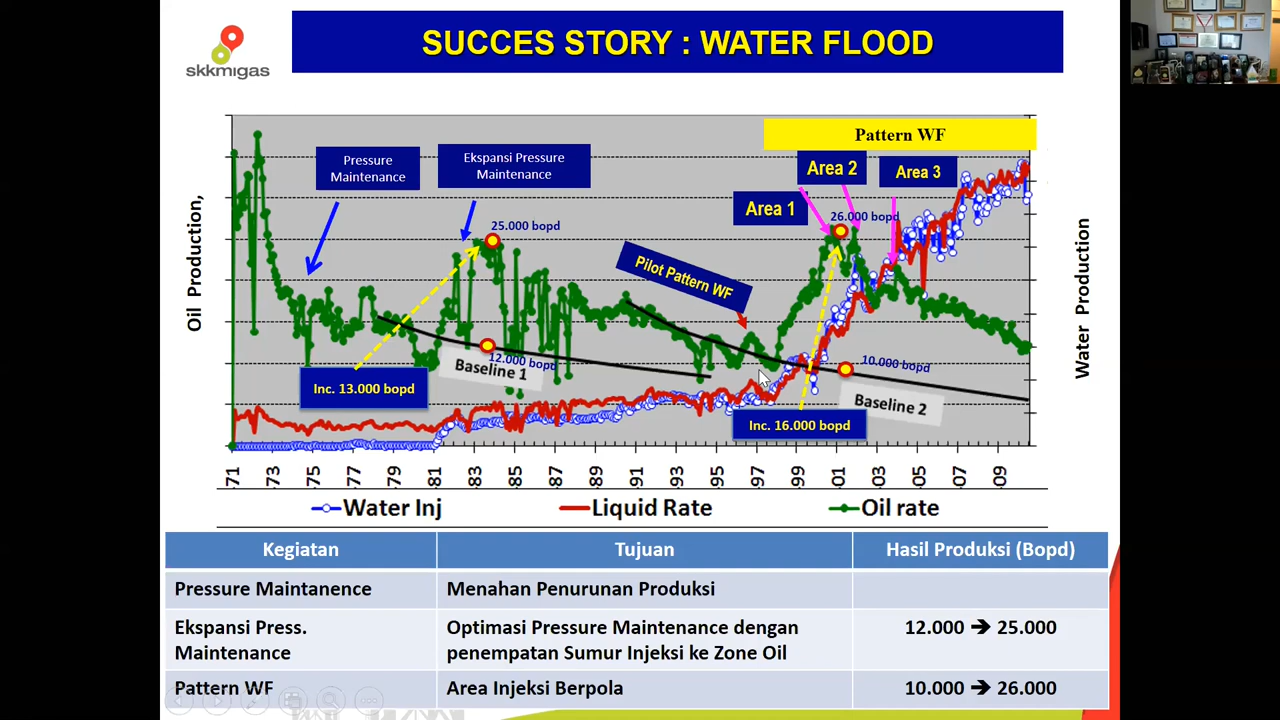 skkmigas
SUCCES STORY : WATER FLOOD
Pattern WF
Pressure
Maintenance
Ekspansi Pressure
Maintenance
Area 1
Area 2
Area 3
25.000 bopd
26.000 bopd
Pilot Pattern WF
Oil Production,
Water Production
12.000 bopd
10.000 bopd
Baseline 1
Baseline 2
Inc. 13.000 bopd
Inc. 16.000 bopd
-71 -73 -75 -77 -79 -81 -83 -85 -87 -89 -91 -93 -95 -97 -99 -01 -03 -05 -07 -09
Water Inj Liquid Rate Oil rate
Kegiatan Tujuan Hasil Produksi (Bopd)
Pressure Maintanence Menahan Penurunan Produksi
Ekspansi Press.
Maintenance
Optimasi Pressure Maintenance dengan
penempatan Sumur Injeksi ke Zone Oil
12.000 ➔ 25.000
Pattern WF Area Injeksi Berpola 10.000 ➔ 26.000